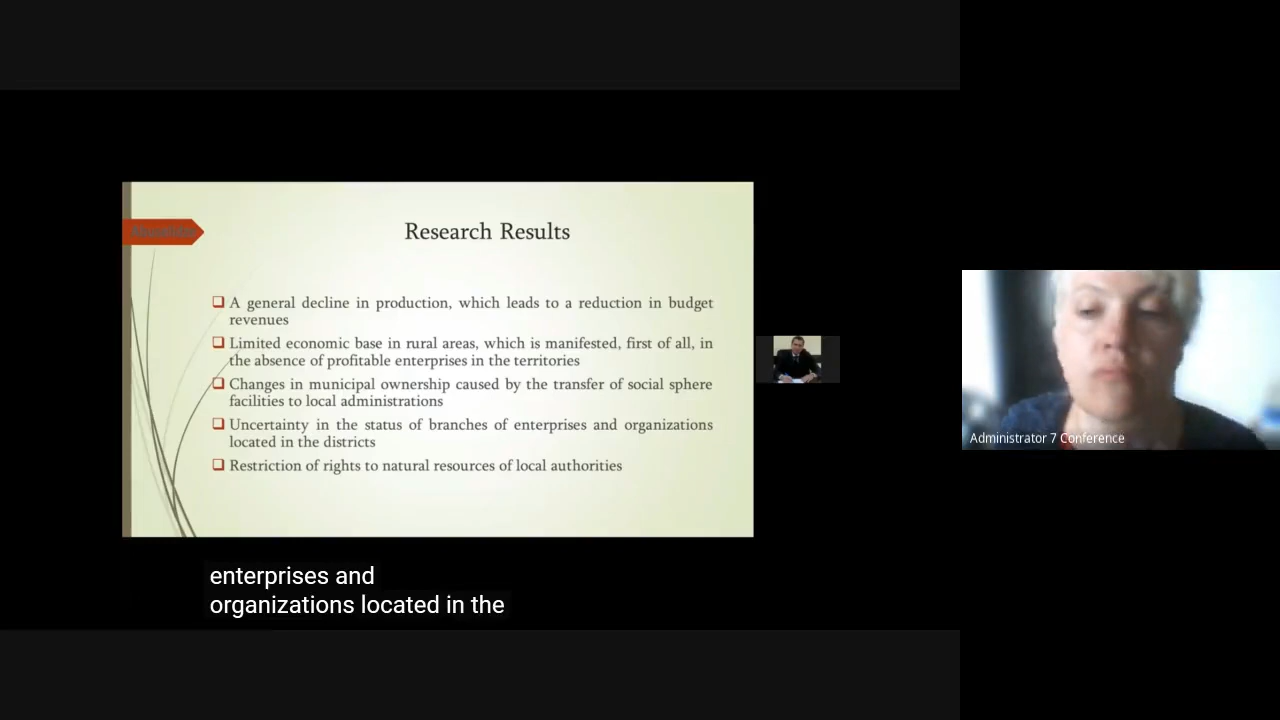 Research Results
❑ A general decline in production, which leads to a reduction in budget
revenues
❑ Limited economic base in rural areas, which is manifested, first of all, in
the absence of profitable enterprises in the territories
❑ Changes in municipal ownership caused by the transfer of social sphere
facilities to local administrations
❑ Uncertainty in the status of branches of enterprises and organizations
located in the districts
❑ Restriction of rights to natural resources of local authorities
enterprises and
organizations located in the
Administrator 7 Conference